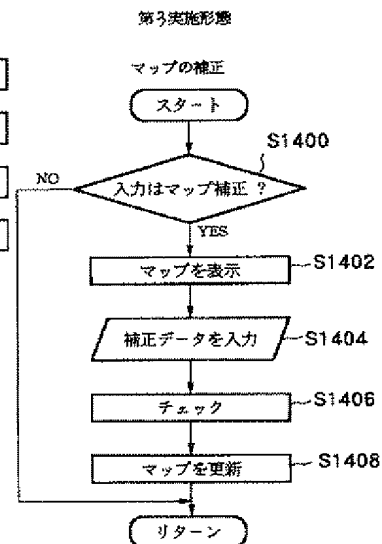 第3実施形態
マップの補正
スタート
S1400
入力はマップ補正 ?
NO
YES
マップを表示
S1402
補正データを入力
S1404
チェック
S1406
マップを更新
S1408
リターン